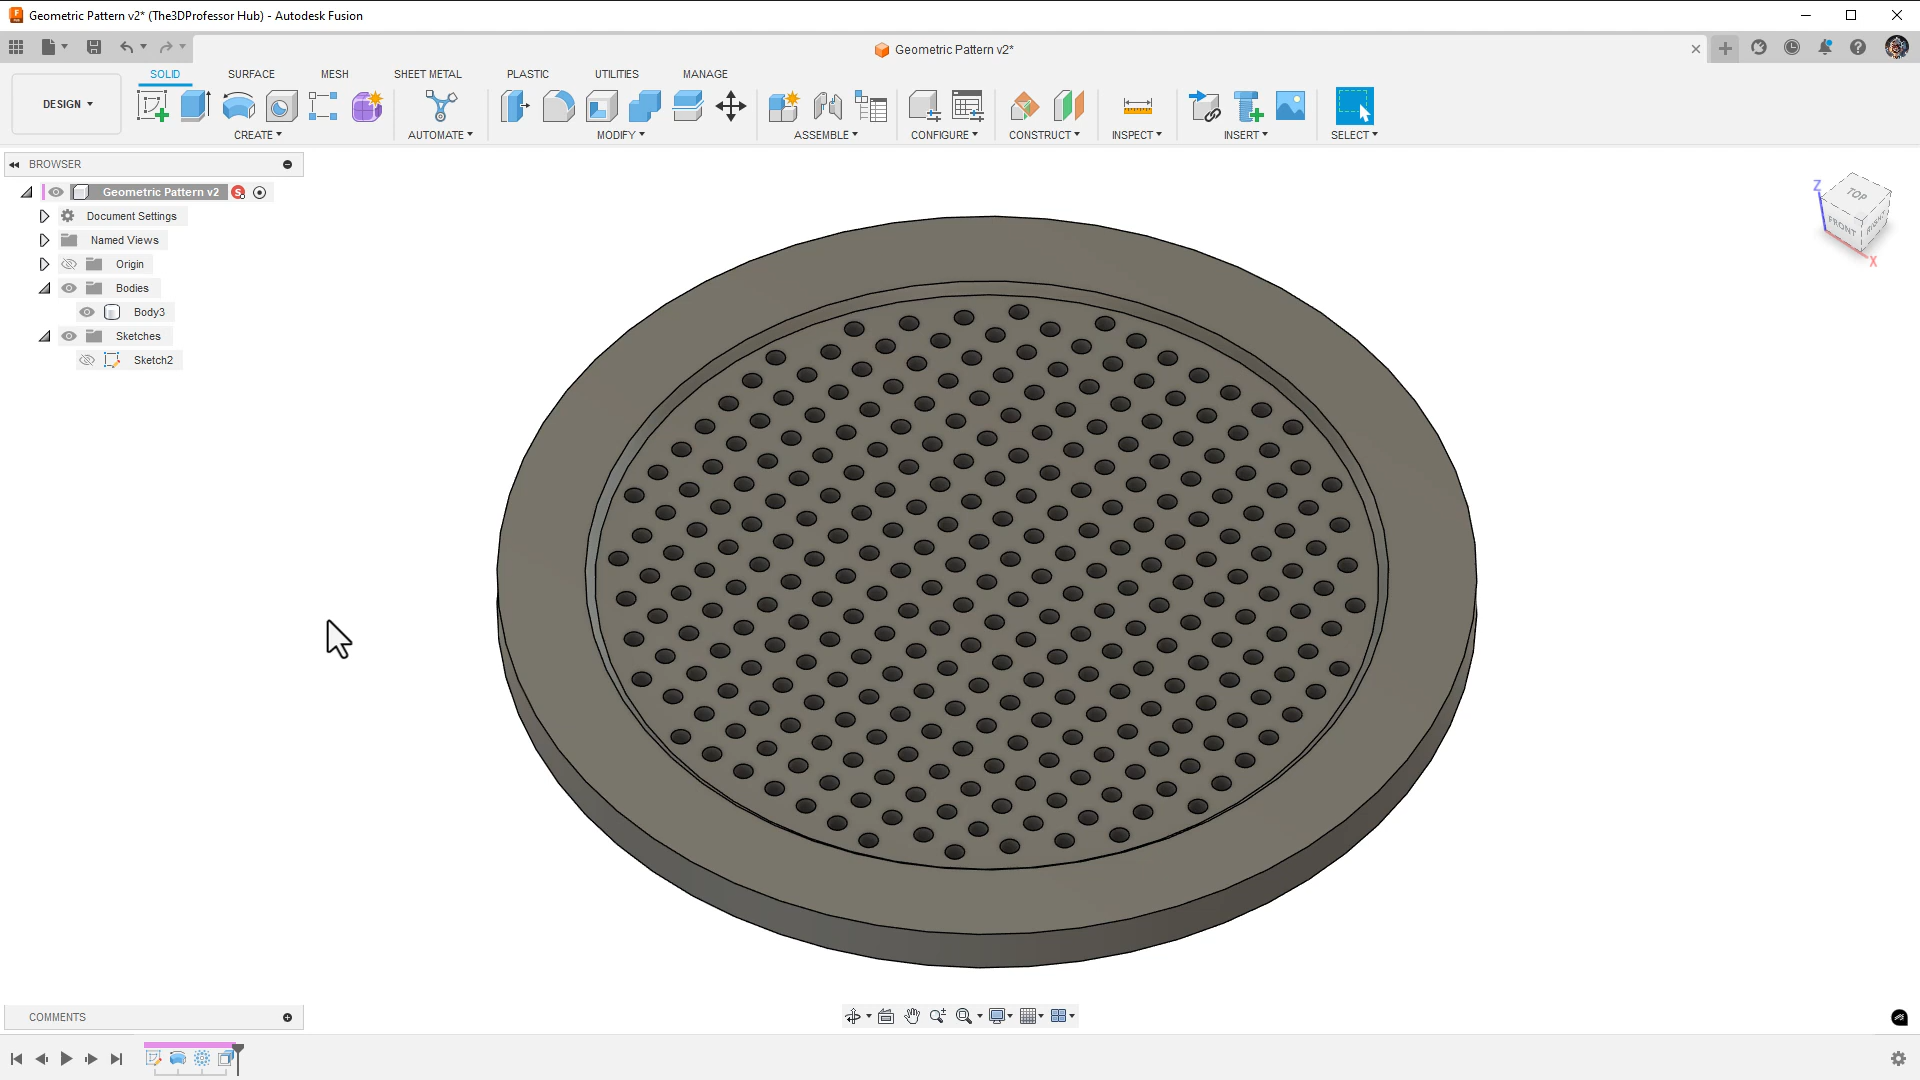 Geometric Pattern v2* (The3DProfessor Hub) - Autodesk Fusion
Geometric Pattern v2*
SOLID SURFACE MESH SHEET METAL PLASTIC UTILITIES MANAGE
DESIGN
CREATE AUTOMATE MODIFY ASSEMBLE CONFIGURE CONSTRUCT INSPECT INSERT SELECT
BROWSER
Geometric Pattern v2
S
Document Settings
Named Views
Origin
Bodies
Body3
Sketches
Sketch2
Z
TOP
FRONT
RIGHT
X
COMMENTS